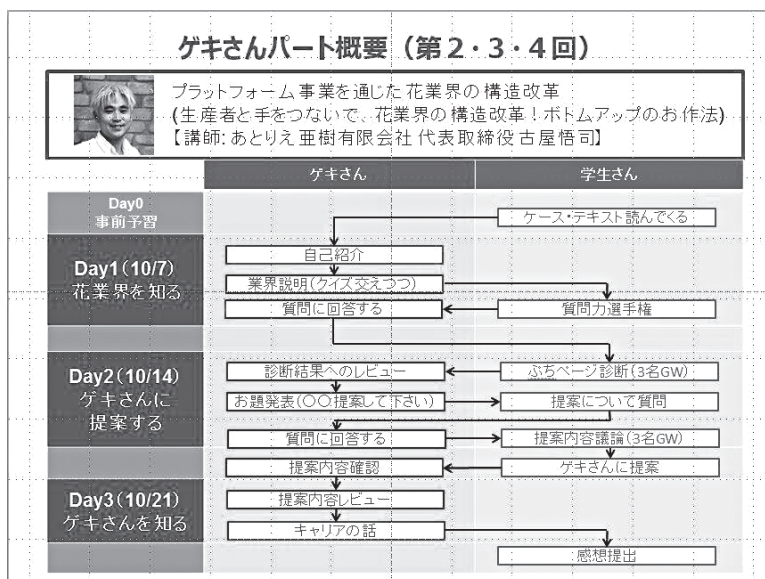 ゲキさんパート概要（第２・３・４回）
プラットフォーム事業を通じた花業界の構造改革
(生産者と手をつないで、花業界の構造改革！ボトムアップのお作法)
【講師：あとりえ亜樹有限会社 代表取締役 古屋悟司】
ゲキさん
学生さん
Day0
事前予習
ケース・テキスト読んでくる
Day1（10/7）
花業界を知る
自己紹介
業界説明(クイズ交えつつ)
質問に回答する
質問力選手権
Day2（10/14）
ゲキさんに
提案する
診断結果へのレビュー
ぷちページ診断(3名GW)
お題発表(〇〇提案して下さい)
提案について質問
質問に回答する
提案内容議論(3名GW)
提案内容確認
ゲキさんに提案
Day3（10/21）
ゲキさんを知る
提案内容レビュー
キャリアの話
感想提出